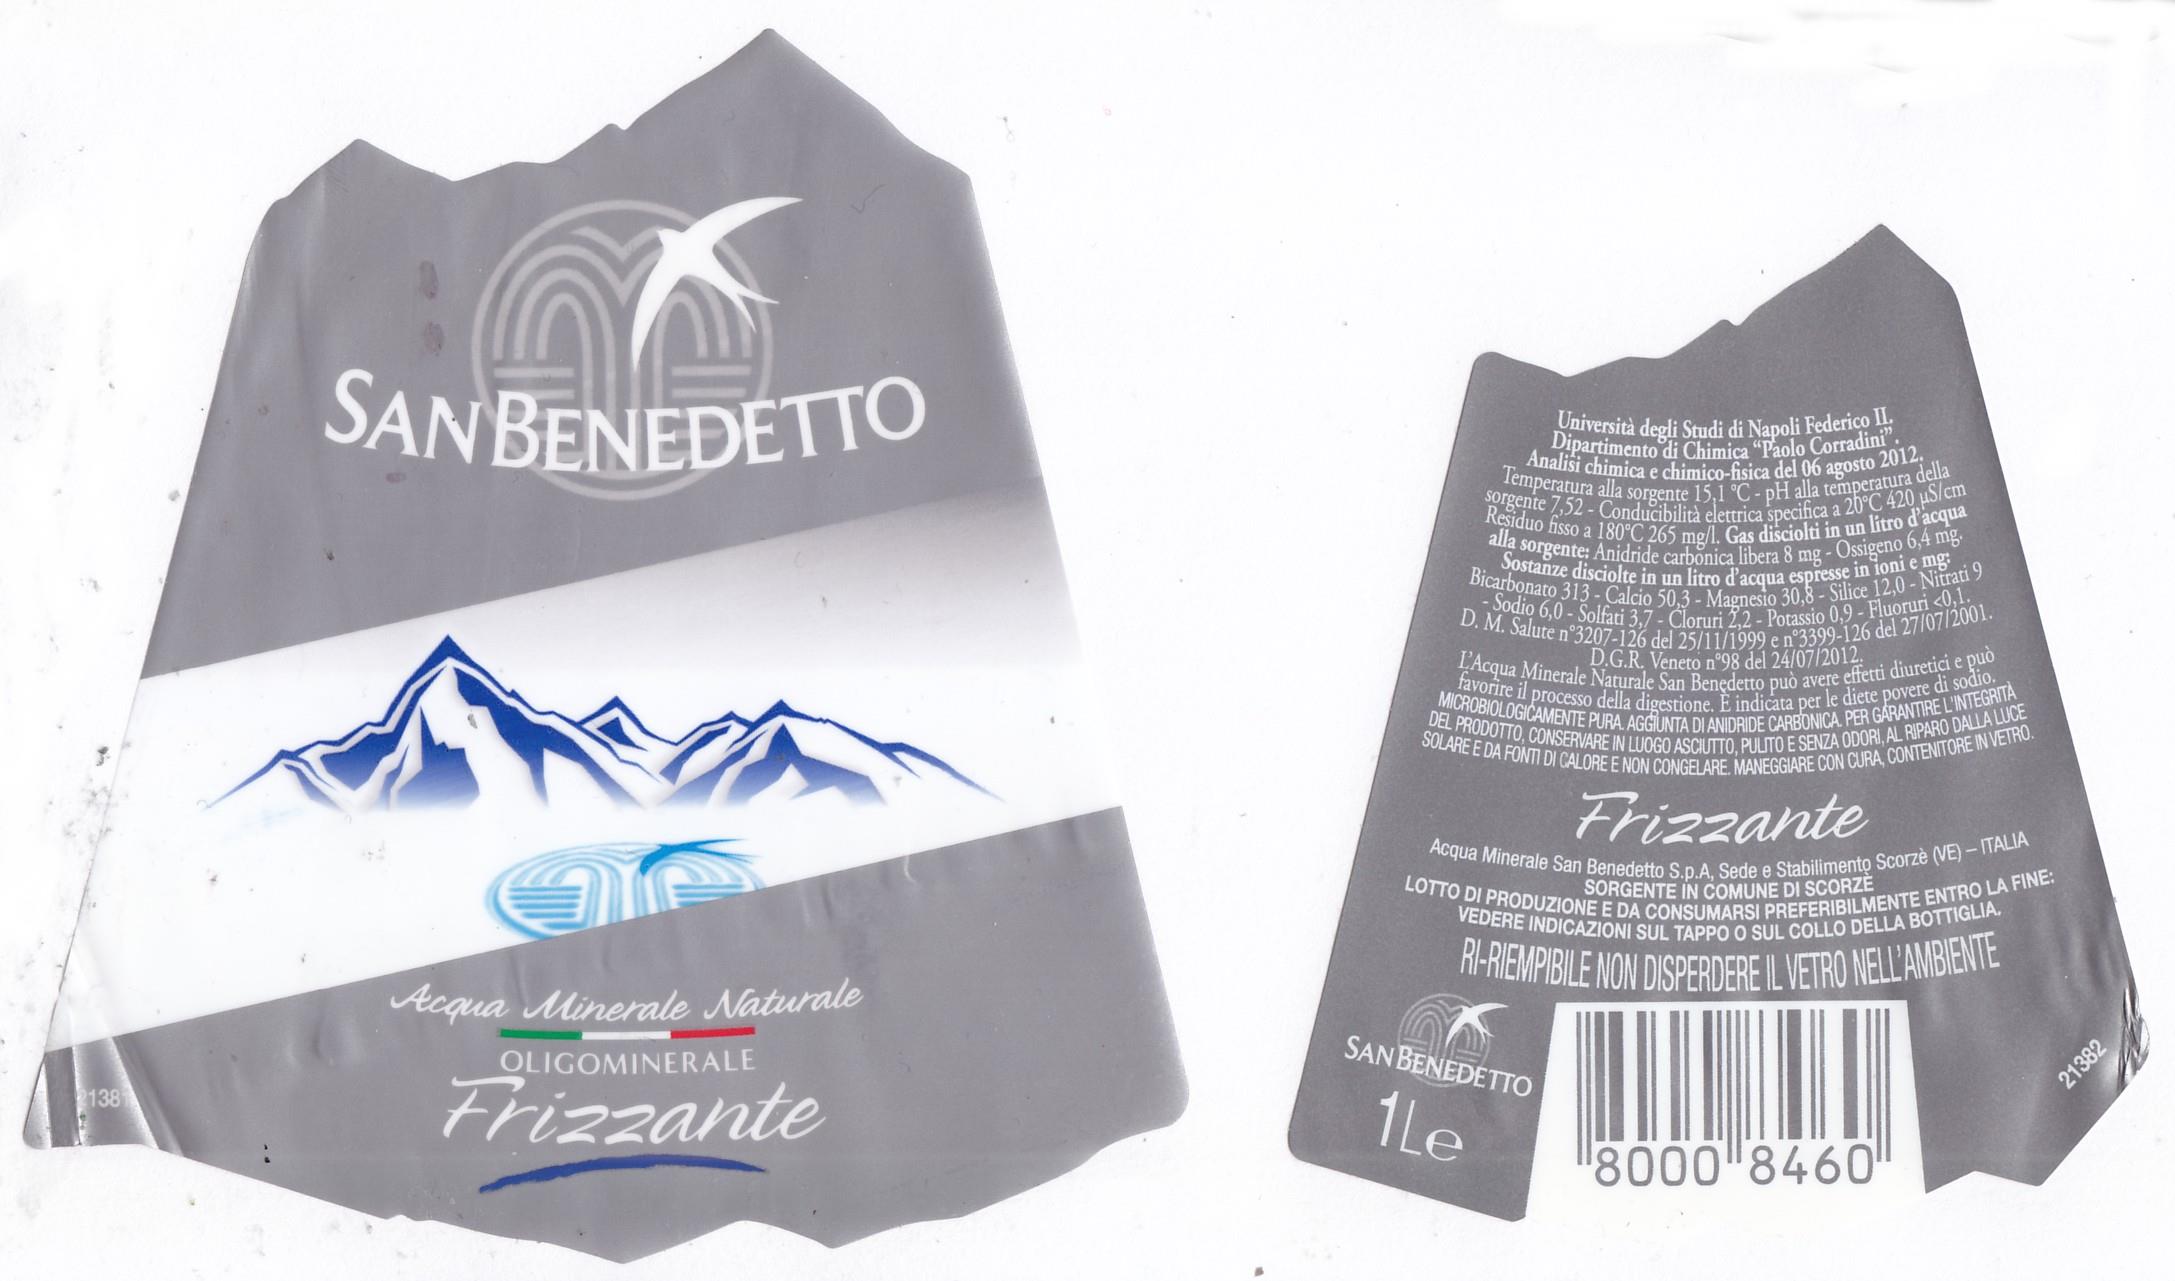 SAN BENEDETTO
Acqua Minerale Naturale
OLIGOMINERALE
Frizzante
2138
Università degli Studi di Napoli Federico II.
Dipartimento di Chimica “Paolo Corradini”.
Analisi chimica e chimico-fisica del 06 agosto 2012.
Temperatura alla sorgente 15,1 °C - pH alla temperatura della
sorgente 7,52 - Conducibilità elettrica specifica a 20°C 420 µS/cm
Residuo fisso a 180°C 265 mg/l. Gas disciolti in un litro d’acqua
alla sorgente: Anidride carbonica libera 8 mg - Ossigeno 6,4 mg.
Sostanze disciolte in un litro d’acqua espresse in ioni e mg:
Bicarbonato 313 - Calcio 50,3 - Magnesio 30,8 - Silice 12,0 - Nitrati 9
- Sodio 6,0 - Solfati 3,7 - Cloruri 2,2 - Potassio 0,9 - Fluoruri <0,1.
D. M. Salute n°3207-126 del 25/11/1999 e n°3399-126 del 27/07/2001.
D.G.R. Veneto n°98 del 24/07/2012.
L’Acqua Minerale Naturale San Benedetto può avere effetti diuretici e può
favorire il processo della digestione. È indicata per le diete povere di sodio.
MICROBIOLOGICAMENTE PURA. AGGIUNTA DI ANIDRIDE CARBONICA. PER GARANTIRE L’INTEGRITÀ
DEL PRODOTTO, CONSERVARE IN LUOGO ASCIUTTO, PULITO E SENZA ODORI, AL RIPARO DALLA LUCE
SOLARE E DA FONTI DI CALORE E NON CONGELARE. MANEGGIARE CON CURA, CONTENITORE IN VETRO.
Frizzante
Acqua Minerale San Benedetto S.p.A, Sede e Stabilimento Scorzè (VE) – ITALIA
SORGENTE IN COMUNE DI SCORZÈ
LOTTO DI PRODUZIONE E DA CONSUMARSI PREFERIBILMENTE ENTRO LA FINE:
VEDERE INDICAZIONI SUL TAPPO O SUL COLLO DELLA BOTTIGLIA.
RI-RIEMPIBILE NON DISPERDERE IL VETRO NELL’AMBIENTE
SAN BENEDETTO
1L e
8000 8460
21382